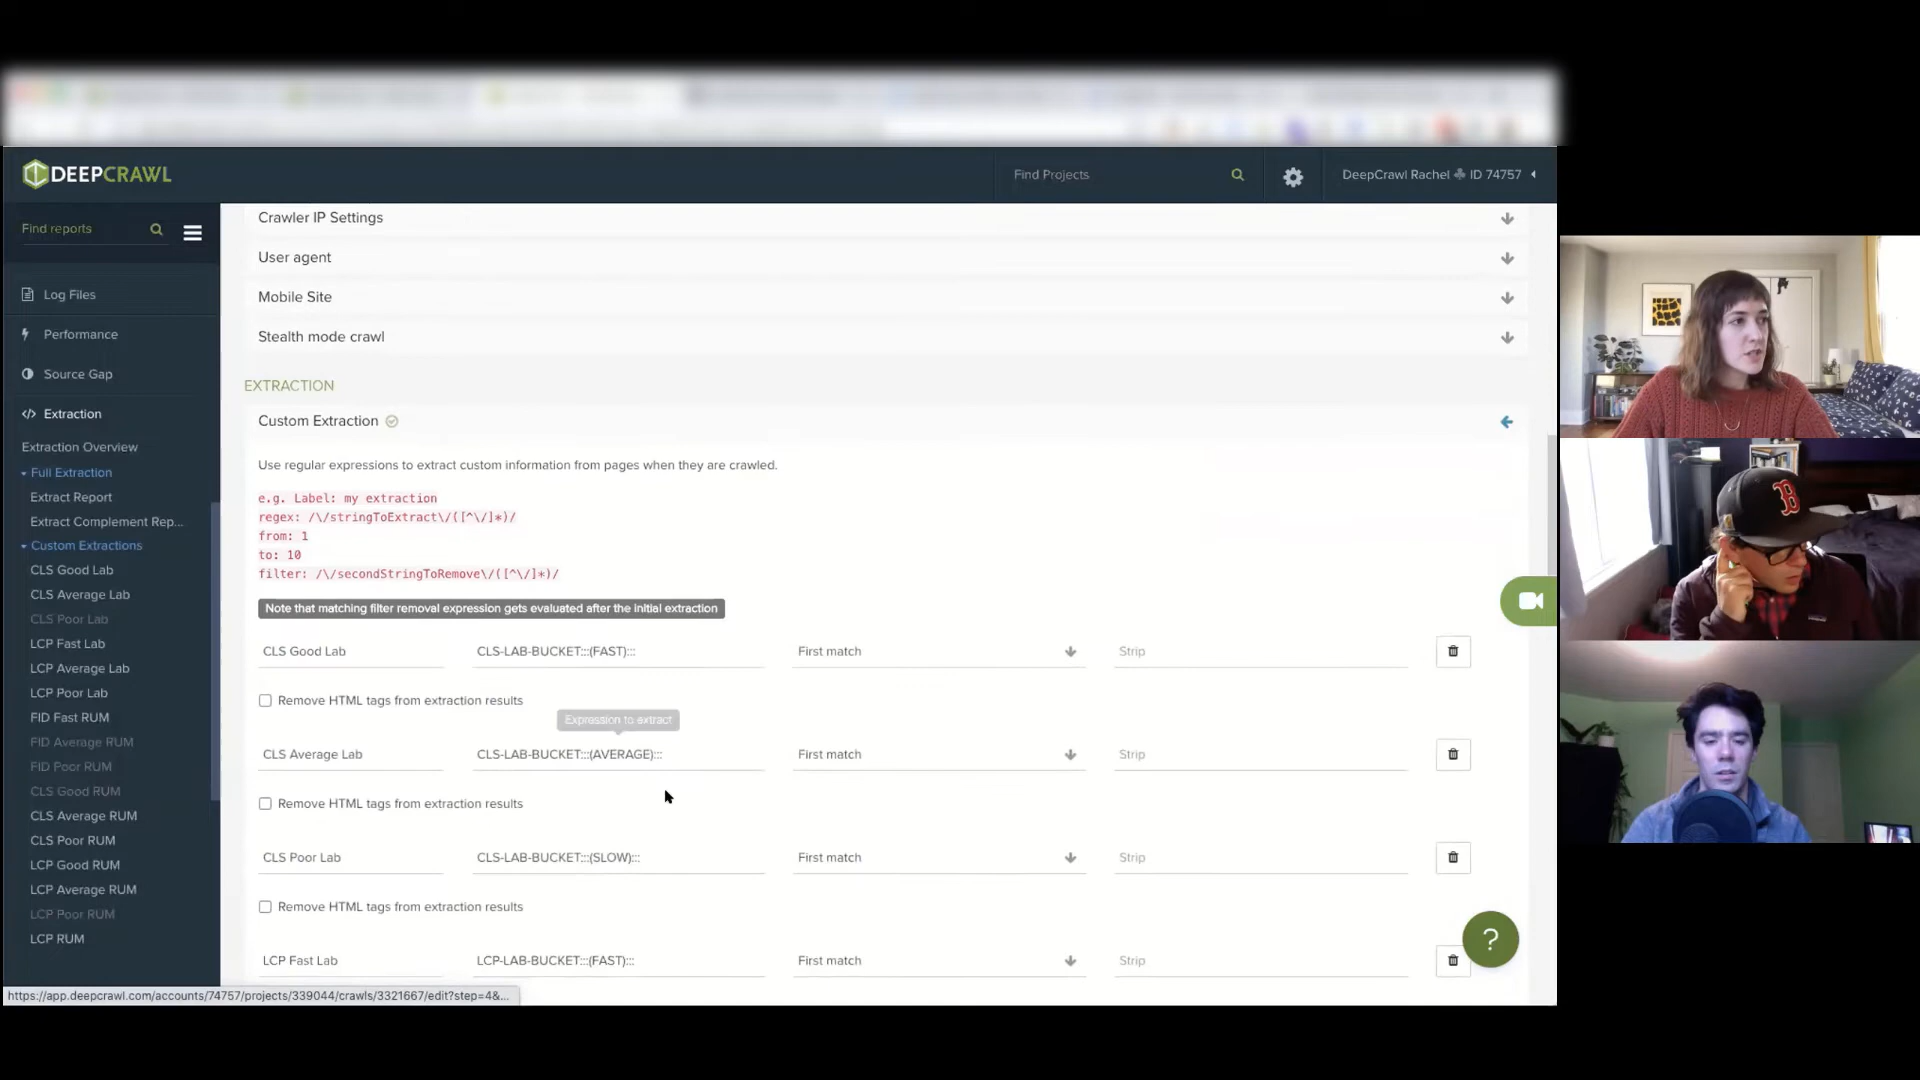 DEEPCRAWL
Find Projects
DeepCrawl Rachel ♣ ID 74757
Find reports
Log Files
Performance
Source Gap
Extraction
Extraction Overview
Full Extraction
Extract Report
Extract Complement Rep...
Custom Extractions
CLS Good Lab
CLS Average Lab
CLS Poor Lab
LCP Fast Lab
LCP Average Lab
LCP Poor Lab
FID Fast RUM
FID Average RUM
FID Poor RUM
CLS Good RUM
CLS Average RUM
CLS Poor RUM
LCP Good RUM
LCP Average RUM
LCP Poor RUM
LCP RUM
Crawler IP Settings
User agent
Mobile Site
Stealth mode crawl
EXTRACTION
Custom Extraction
Use regular expressions to extract custom information from pages when they are crawled.
e.g. Label: my extraction
regex: /\/stringToExtract\/([^\/]*)/
from: 1
to: 10
filter: /\/secondStringToRemove\/([^\/]*)/
Note that matching filter removal expression gets evaluated after the initial extraction
CLS Good Lab CLS-LAB-BUCKET:::(FAST)::: First match Strip
Remove HTML tags from extraction results
Expression to extract
CLS Average Lab CLS-LAB-BUCKET:::(AVERAGE)::: First match Strip
Remove HTML tags from extraction results
CLS Poor Lab CLS-LAB-BUCKET:::(SLOW)::: First match Strip
Remove HTML tags from extraction results
LCP Fast Lab LCP-LAB-BUCKET:::(FAST)::: First match Strip
?
https://app.deepcrawl.com/accounts/74757/projects/339044/crawls/3321667/edit?step=4&...
B